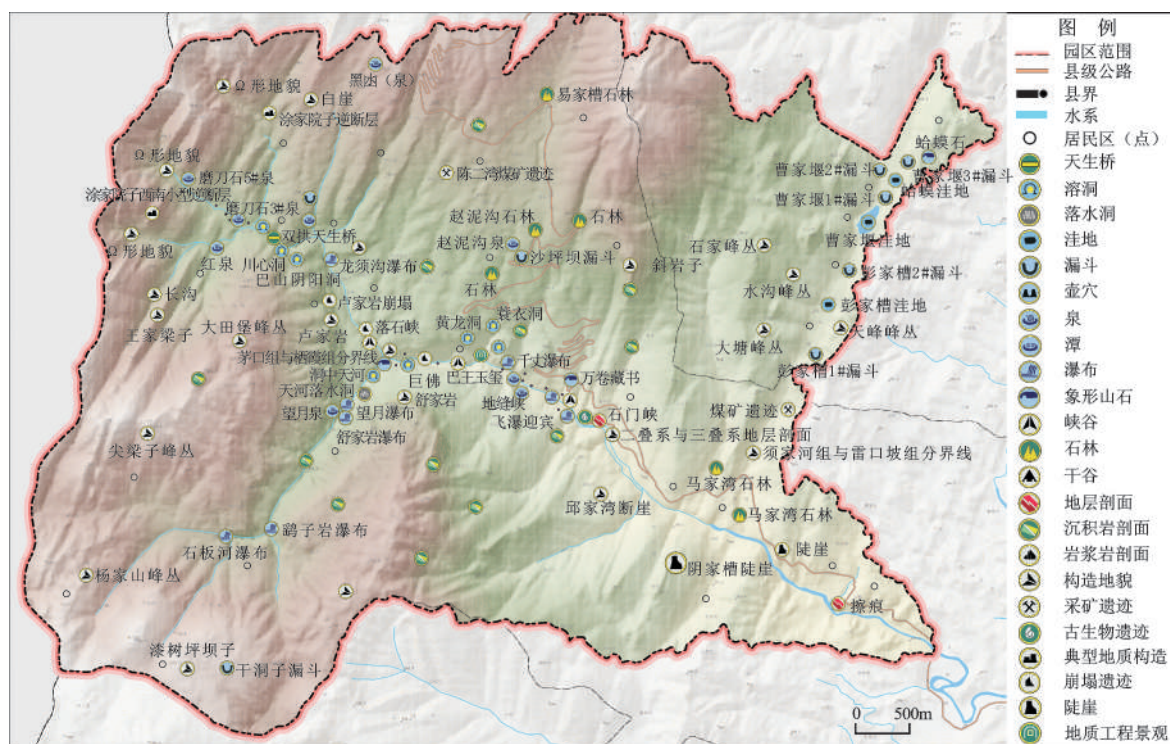 图 例
园区范围
县级公路
县界
水系
居民区（点）
天生桥
溶洞
落水洞
洼地
漏斗
壶穴
泉
潭
瀑布
象形山石
峡谷
石林
干谷
地层剖面
沉积岩剖面
岩浆岩剖面
构造地貌
采矿遗迹
古生物遗迹
典型地质构造
崩塌遗迹
陡崖
地质工程景观
黑凼（泉）
Ω形地貌
白崖
涂家院子逆断层
易家槽石林
蛤蟆石
Ω形地貌
磨刀石5#泉
陈二湾煤矿遗迹
曹家堰2#漏斗
曹家堰3#漏斗
蛤蟆洼地
涂家院子西南小型逆断层
磨刀石3#泉
赵泥沟石林
石林
曹家堰1#漏斗
双拱天生桥
Ω形地貌
赵泥沟泉
石家峰丛
曹家堰洼地
红泉
川心洞
巴山阴阳洞
龙须沟瀑布
沙坪坝漏斗
斜岩子
彭家槽2#漏斗
长沟
石林
水沟峰丛
王家梁子
大田堡峰丛
卢家岩崩塌
卢家岩
落石峡
黄龙洞
蓑衣洞
彭家槽洼地
大塘峰丛
天峰峰丛
茅口组与栖霞组分界线
洞中天河
巨佛
巴王玉玺
千丈瀑布
彭家槽1#漏斗
天河落水洞
舒家岩
地缝峡
万卷藏书
望月泉
望月瀑布
飞瀑迎宾
石门峡
煤矿遗迹
舒家岩瀑布
二叠系与三叠系地层剖面
尖梁子峰丛
须家河组与雷口坡组分界线
马家湾石林
邱家湾断崖
马家湾石林
鹞子岩瀑布
石板河瀑布
陡崖
杨家山峰丛
阴家槽陡崖
擦痕
漆树坪坝子
干洞子漏斗
0 500m